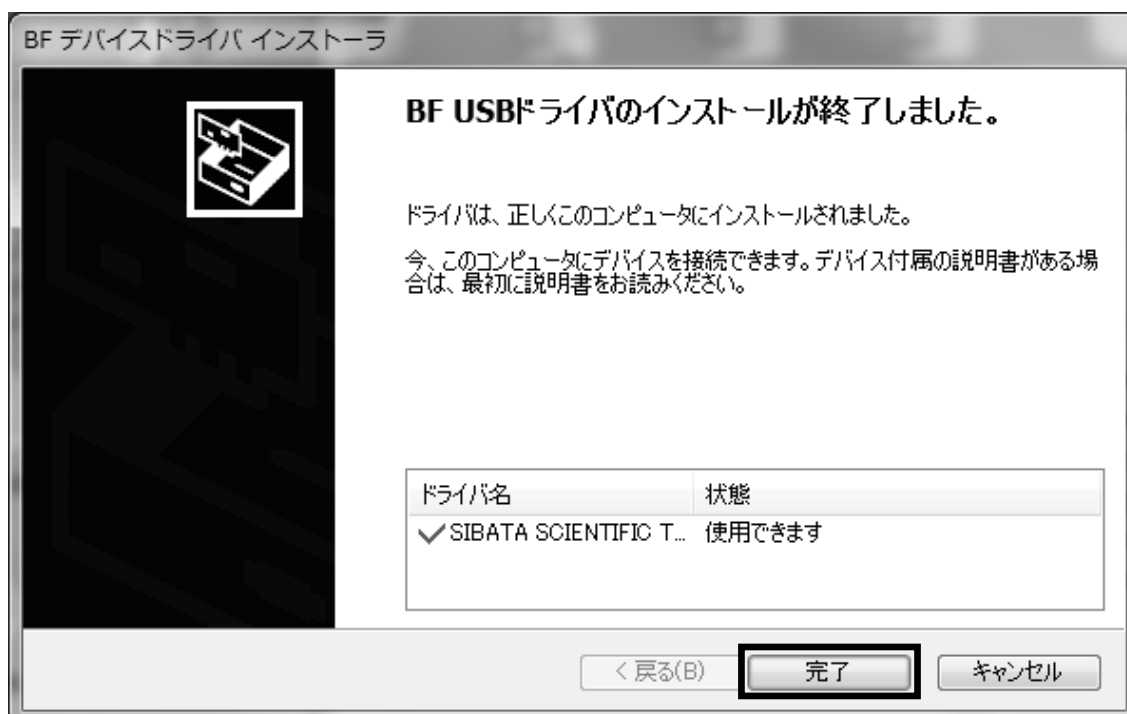 BF デバイスドライバ インストーラ
BF USBドライバのインストールが終了しました。
ドライバは、正しくこのコンピュータにインストールされました。
今、このコンピュータにデバイスを接続できます。デバイス付属の説明書がある場
合は、最初に説明書をお読みください。
ドライバ名 状態
SIBATA SCIENTIFIC T... 使用できます
< 戻る(B) 完了 キャンセル